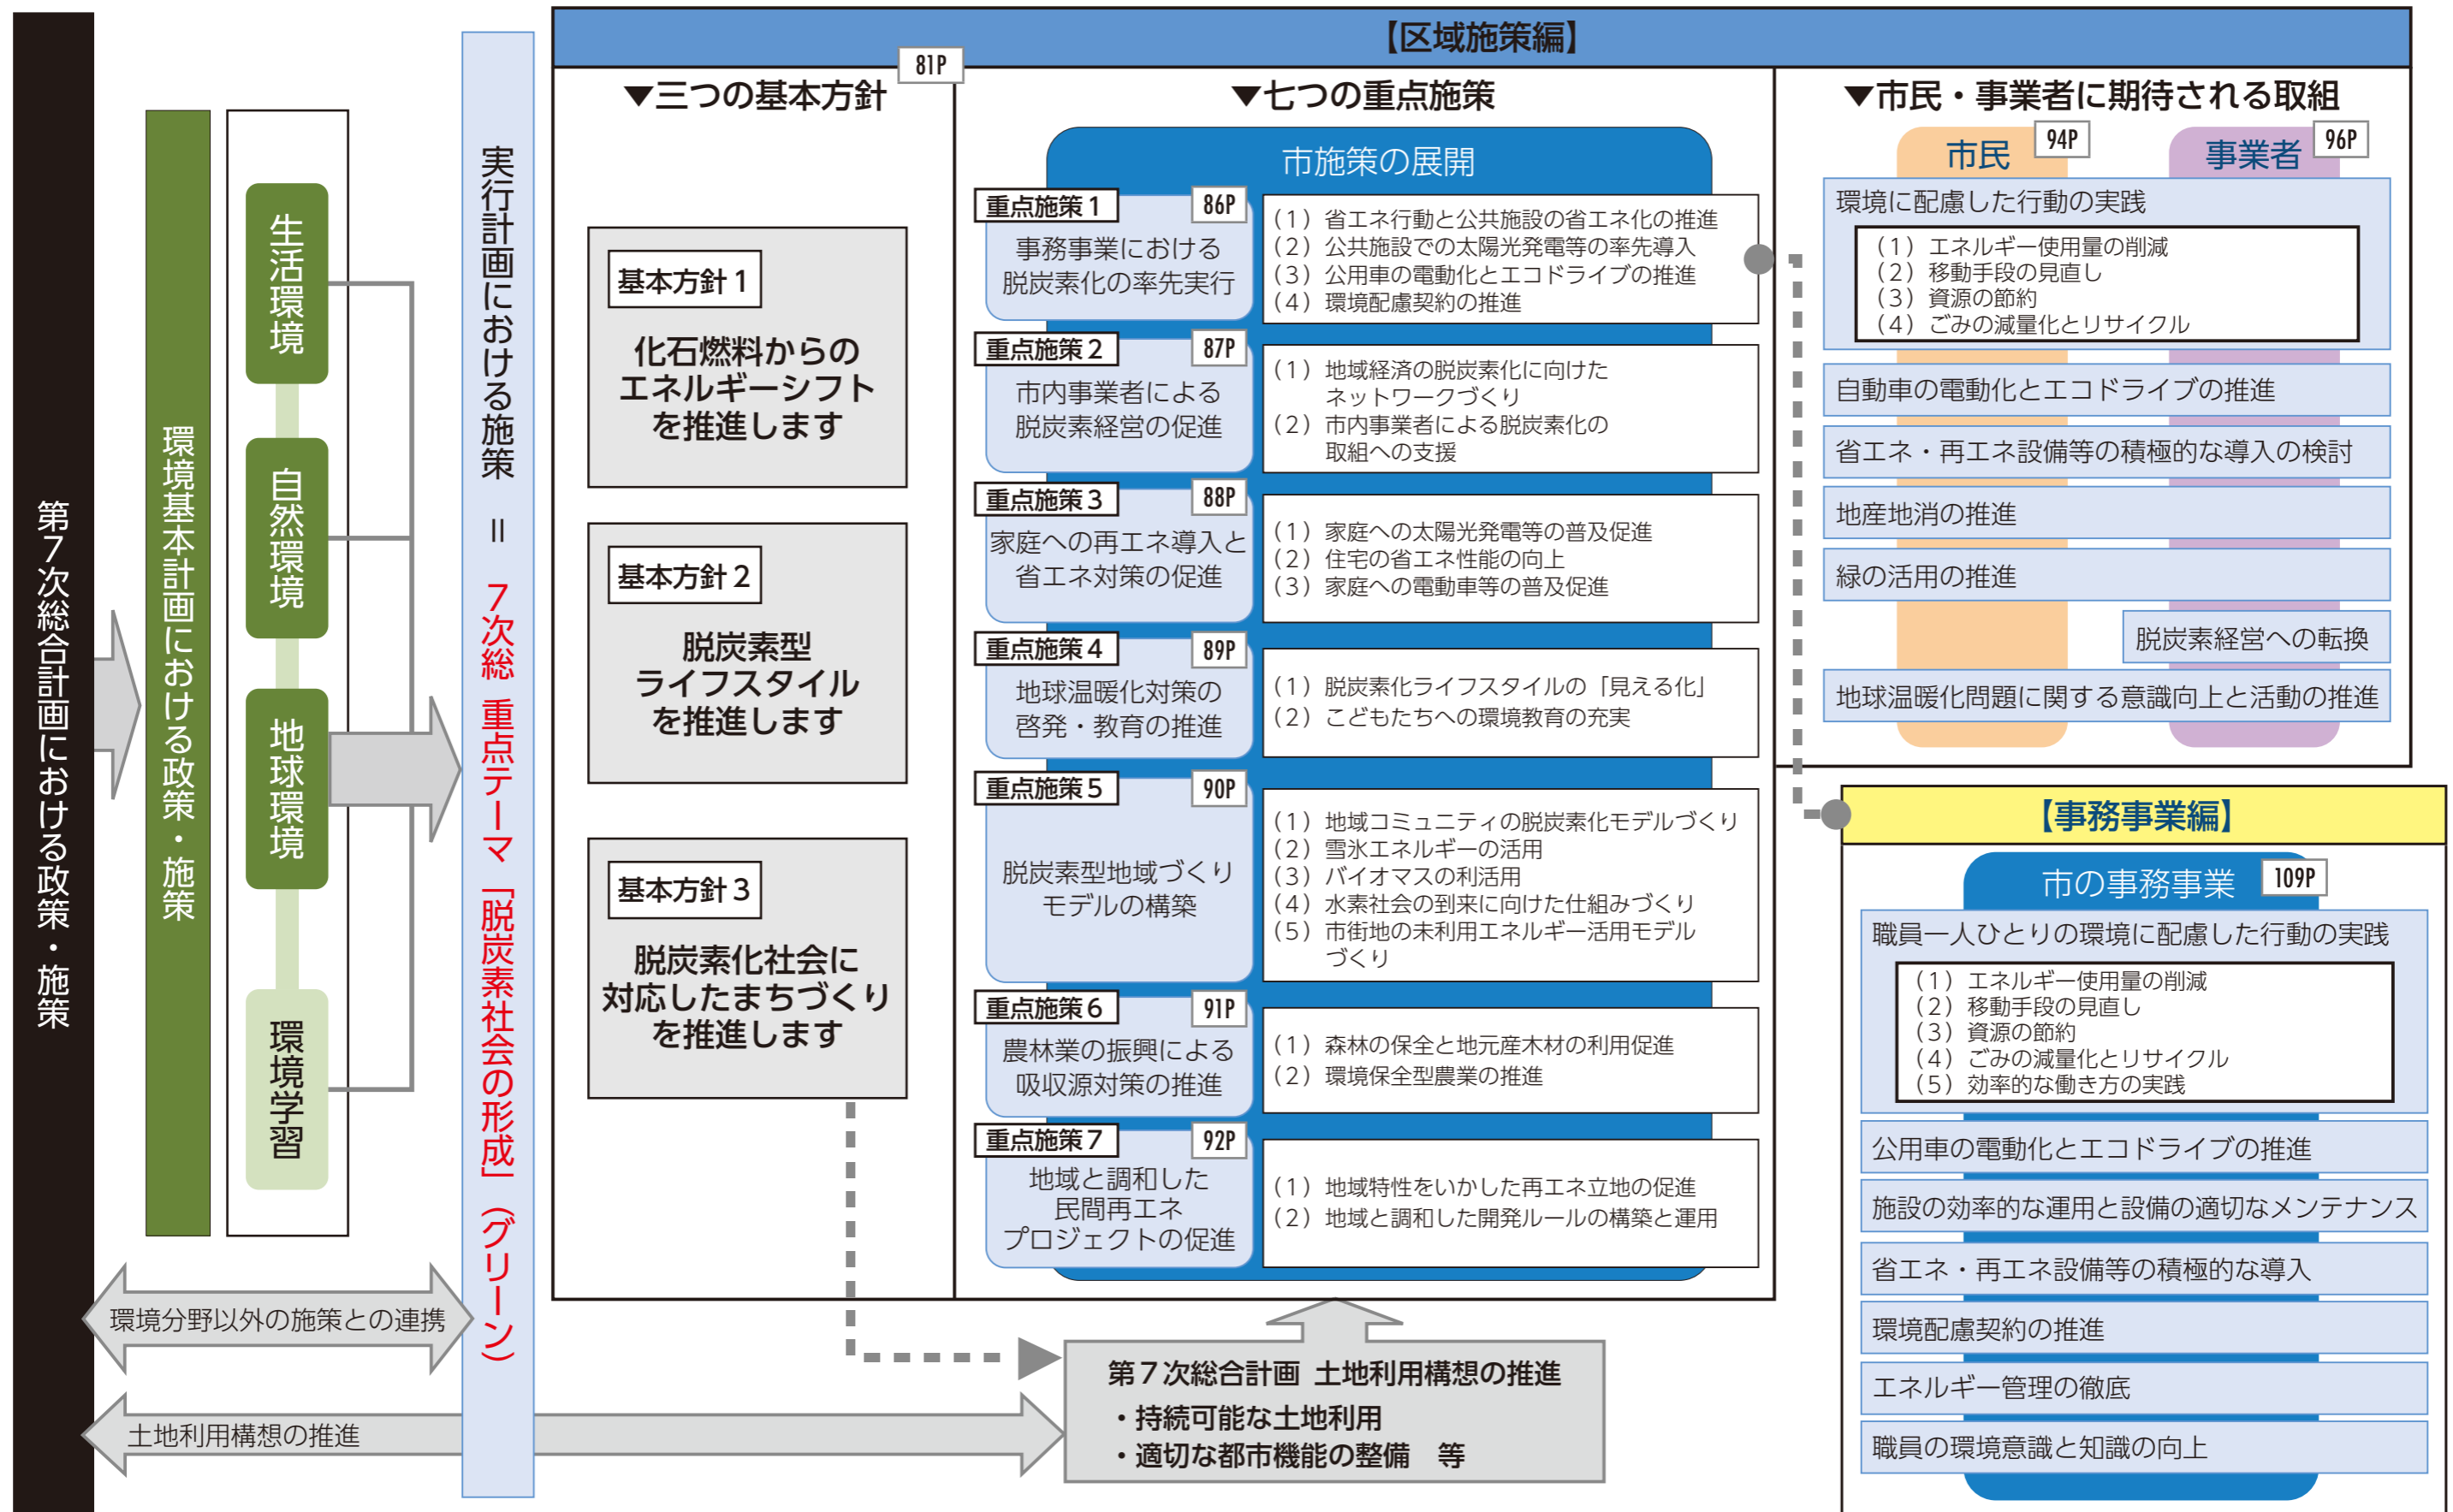 第７次総合計画における政策・施策
環境基本計画における政策・施策
生活環境
自然環境
地球環境
環境学習
実行計画における施策 ＝ ７次総 重点テーマ「脱炭素社会の形成」（グリーン）
環境分野以外の施策との連携
土地利用構想の推進
【区域施策編】
▼三つの基本方針
81P
基本方針１
化石燃料からの
エネルギーシフト
を推進します
基本方針２
脱炭素型
ライフスタイル
を推進します
基本方針３
脱炭素化社会に
対応したまちづくり
を推進します
▼七つの重点施策
市施策の展開
重点施策１
86P
事務事業における
脱炭素化の率先実行
（１）省エネ行動と公共施設の省エネ化の推進
（２）公共施設での太陽光発電等の率先導入
（３）公用車の電動化とエコドライブの推進
（４）環境配慮契約の推進
重点施策２
87P
市内事業者による
脱炭素経営の促進
（１）地域経済の脱炭素化に向けた
ネットワークづくり
（２）市内事業者による脱炭素化の
取組への支援
重点施策３
88P
家庭への再エネ導入と
省エネ対策の促進
（１）家庭への太陽光発電等の普及促進
（２）住宅の省エネ性能の向上
（３）家庭への電動車等の普及促進
重点施策４
89P
地球温暖化対策の
啓発・教育の推進
（１）脱炭素化ライフスタイルの「見える化」
（２）こどもたちへの環境教育の充実
重点施策５
90P
脱炭素型地域づくり
モデルの構築
（１）地域コミュニティの脱炭素化モデルづくり
（２）雪氷エネルギーの活用
（３）バイオマスの利活用
（４）水素社会の到来に向けた仕組みづくり
（５）市街地の未利用エネルギー活用モデル
づくり
重点施策６
91P
農林業の振興による
吸収源対策の推進
（１）森林の保全と地元産木材の利用促進
（２）環境保全型農業の推進
重点施策７
92P
地域と調和した
民間再エネ
プロジェクトの促進
（１）地域特性をいかした再エネ立地の促進
（２）地域と調和した開発ルールの構築と運用
第７次総合計画 土地利用構想の推進
・持続可能な土地利用
・適切な都市機能の整備　等
▼市民・事業者に期待される取組
市民
94P
事業者
96P
環境に配慮した行動の実践
（１）エネルギー使用量の削減
（２）移動手段の見直し
（３）資源の節約
（４）ごみの減量化とリサイクル
自動車の電動化とエコドライブの推進
省エネ・再エネ設備等の積極的な導入の検討
地産地消の推進
緑の活用の推進
脱炭素経営への転換
地球温暖化問題に関する意識向上と活動の推進
【事務事業編】
市の事務事業
109P
職員一人ひとりの環境に配慮した行動の実践
（１）エネルギー使用量の削減
（２）移動手段の見直し
（３）資源の節約
（４）ごみの減量化とリサイクル
（５）効率的な働き方の実践
公用車の電動化とエコドライブの推進
施設の効率的な運用と設備の適切なメンテナンス
省エネ・再エネ設備等の積極的な導入
環境配慮契約の推進
エネルギー管理の徹底
職員の環境意識と知識の向上